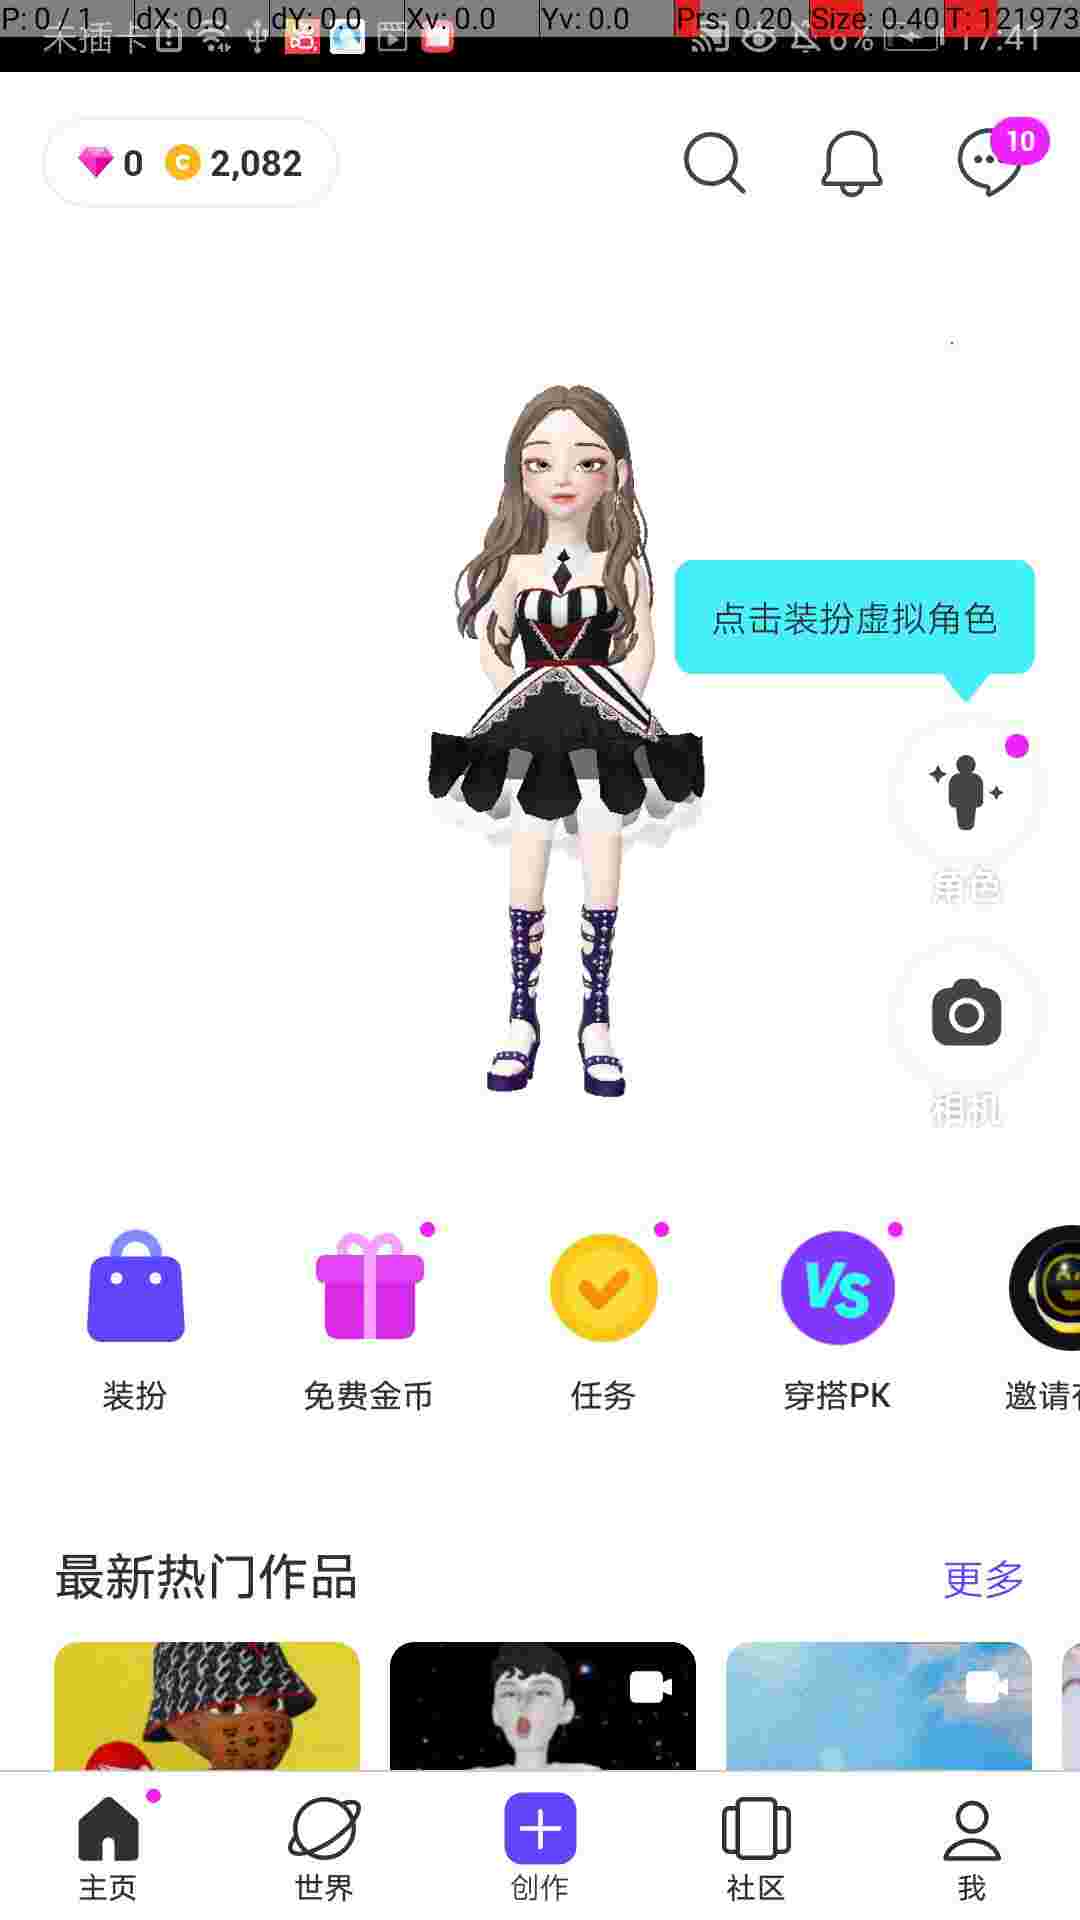 P: 0 / 1 dX: 0.0 dY: 0.0 Xv: 0.0 Yv: 0.0 Prs: 0.20 Size: 0.40 T: 121973
未插卡 6% 17:41
0 C 2,082 10
点击装扮虚拟角色
角色
相机
VS
装扮 免费金币 任务 穿搭PK 邀请
最新热门作品 更多
主页 世界 创作 社区 我